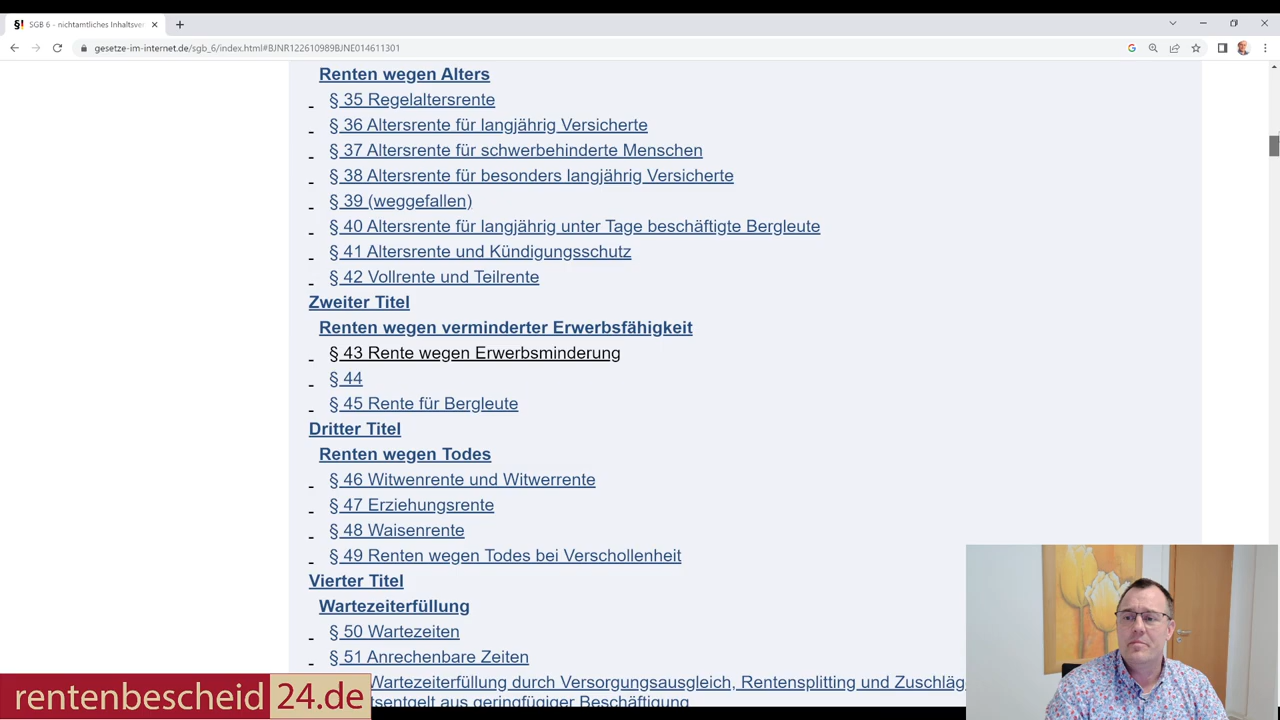 SGB 6 - nichtamtliches Inhaltsver
gesetze-im-internet.de/sgb_6/index.html#BJNR122610989BJNE014611301
Renten wegen Alters
§ 35 Regelaltersrente
§ 36 Altersrente für langjährig Versicherte
§ 37 Altersrente für schwerbehinderte Menschen
§ 38 Altersrente für besonders langjährig Versicherte
§ 39 (weggefallen)
§ 40 Altersrente für langjährig unter Tage beschäftigte Bergleute
§ 41 Altersrente und Kündigungsschutz
§ 42 Vollrente und Teilrente
Zweiter Titel
Renten wegen verminderter Erwerbsfähigkeit
§ 43 Rente wegen Erwerbsminderung
§ 44
§ 45 Rente für Bergleute
Dritter Titel
Renten wegen Todes
§ 46 Witwenrente und Witwerrente
§ 47 Erziehungsrente
§ 48 Waisenrente
§ 49 Renten wegen Todes bei Verschollenheit
Vierter Titel
Wartezeiterfüllung
§ 50 Wartezeiten
§ 51 Anrechenbare Zeiten
Wartezeiterfüllung durch Versorgungsausgleich, Rentensplitting und Zuschläg
tsentgelt aus geringfügiger Beschäftigung
rentenbescheid 24.de